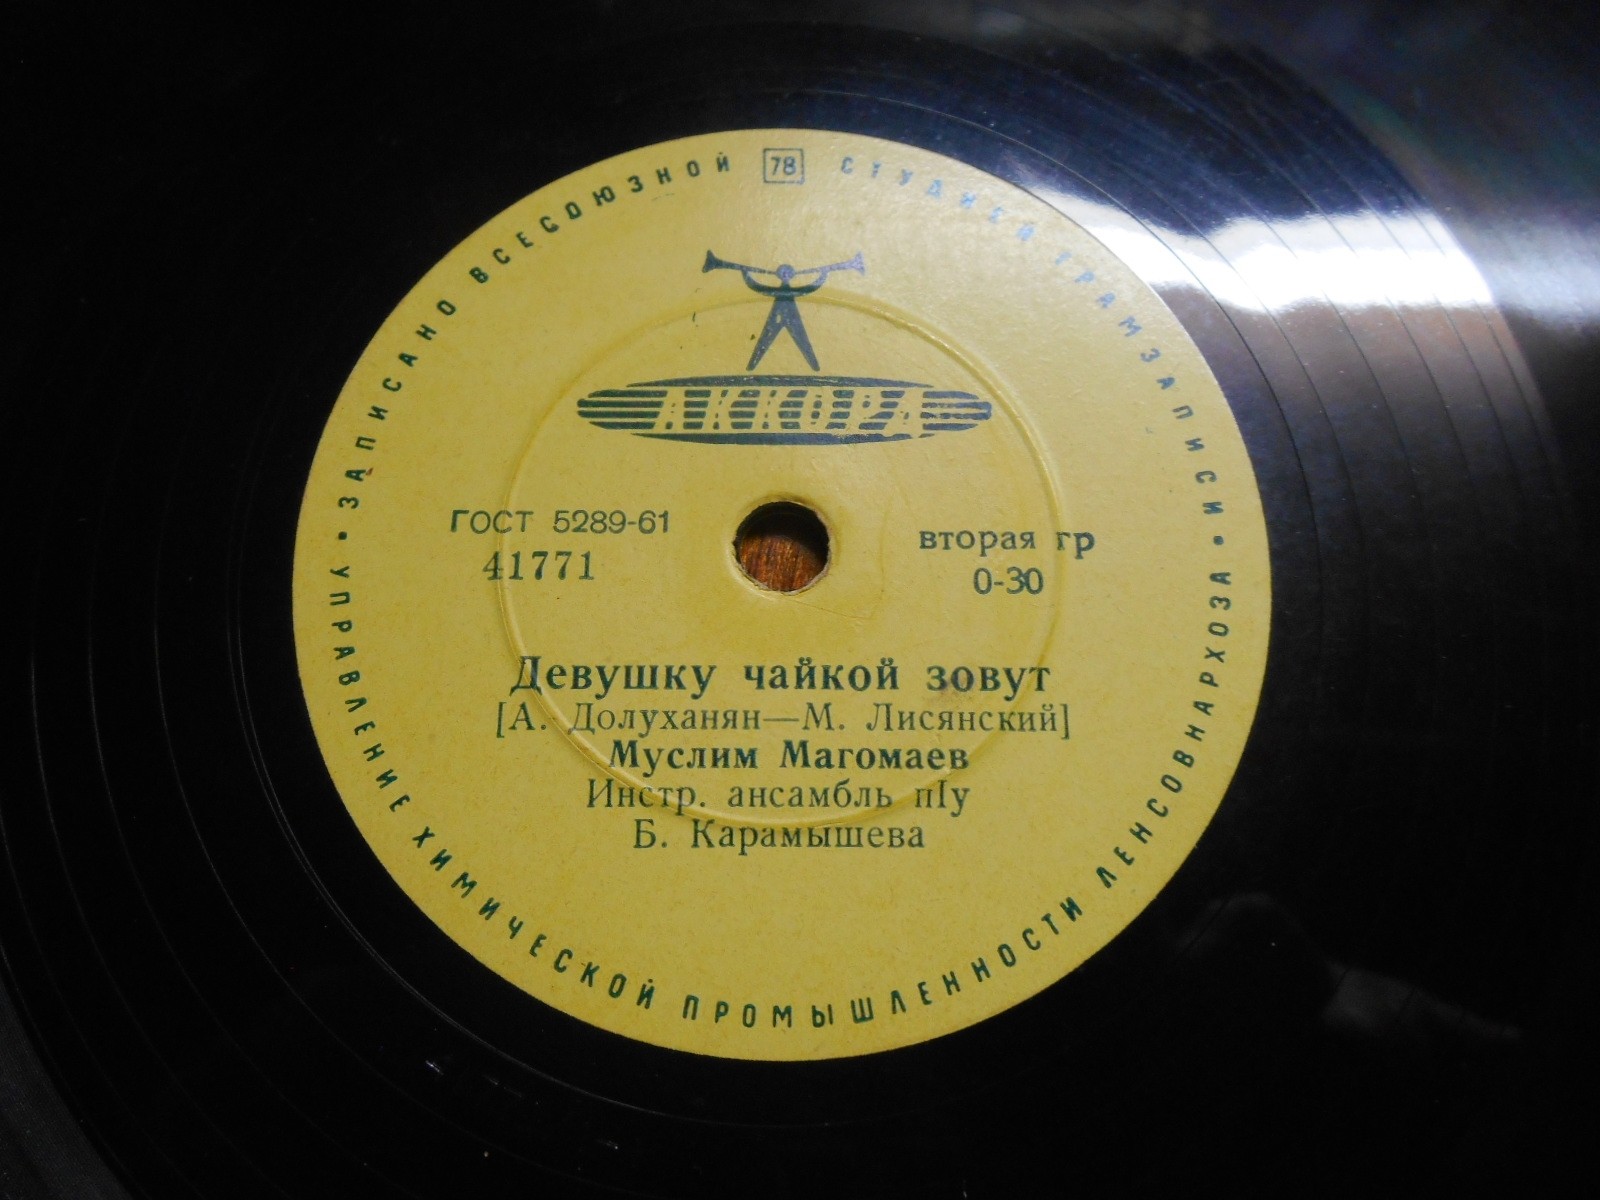 ЗАПИСАНО ВСЕСОЮЗНОЙ 78 СТУДИЕЙ ГРАМЗАПИСИ
АККОРД
ГОСТ 5289-61
41771
вторая гр
0-30
Девушку чайкой зовут
[А. Долуханян—М. Лисянский]
Муслим Магомаев
Инстр. ансамбль пIу
Б. Карамышева
• УПРАВЛЕНИЕ ХИМИЧЕСКОЙ ПРОМЫШЛЕННОСТИ ЛЕНСОВНАРХОЗА •